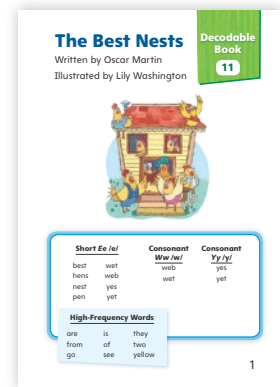 The Best Nests
Written by Oscar Martin
Illustrated by Lily Washington
Decodable
Book
11
Short Ee /e/
best wet
hens web
nest yes
pen yet
Consonant
Ww /w/
web
wet
Consonant
Yy /y/
yes
yet
High-Frequency Words
are is they
from of two
go see yellow
1